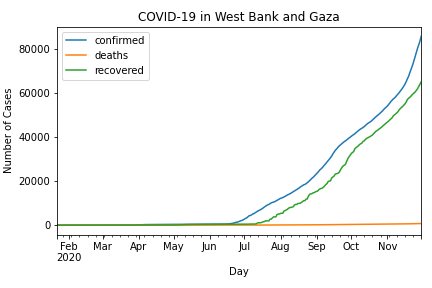 COVID-19 in West Bank and Gaza
confirmed
deaths
recovered
Number of Cases
80000
60000
40000
20000
0
Feb Mar Apr May Jun Jul Aug Sep Oct Nov
2020
Day